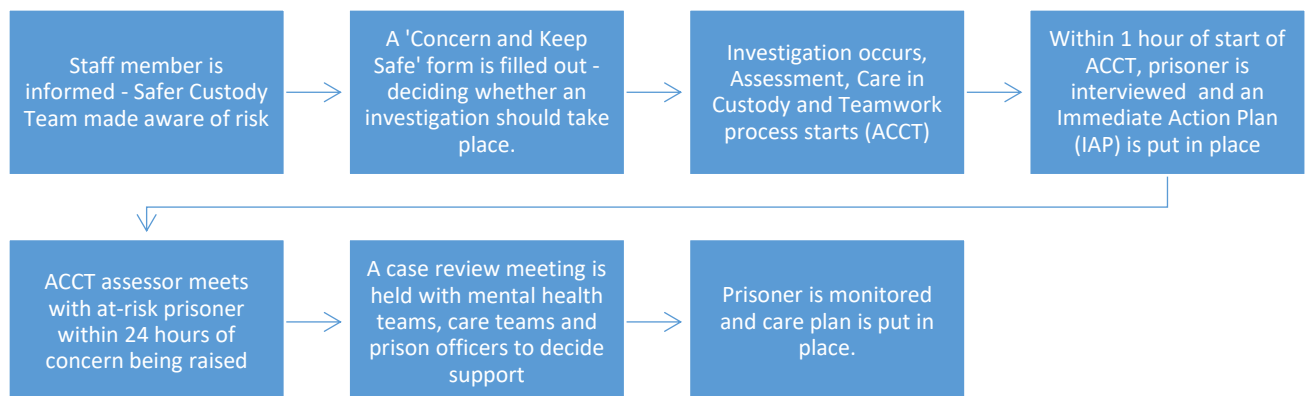 Staff member is
informed - Safer Custody
Team made aware of risk
A 'Concern and Keep
Safe' form is filled out -
deciding whether an
investigation should take
place.
Investigation occurs,
Assessment, Care in
Custody and Teamwork
process starts (ACCT)
Within 1 hour of start of
ACCT, prisoner is
interviewed and an
Immediate Action Plan
(IAP) is put in place
ACCT assessor meets
with at-risk prisoner
within 24 hours of
concern being raised
A case review meeting is
held with mental health
teams, care teams and
prison officers to decide
support
Prisoner is monitored
and care plan is put in
place.